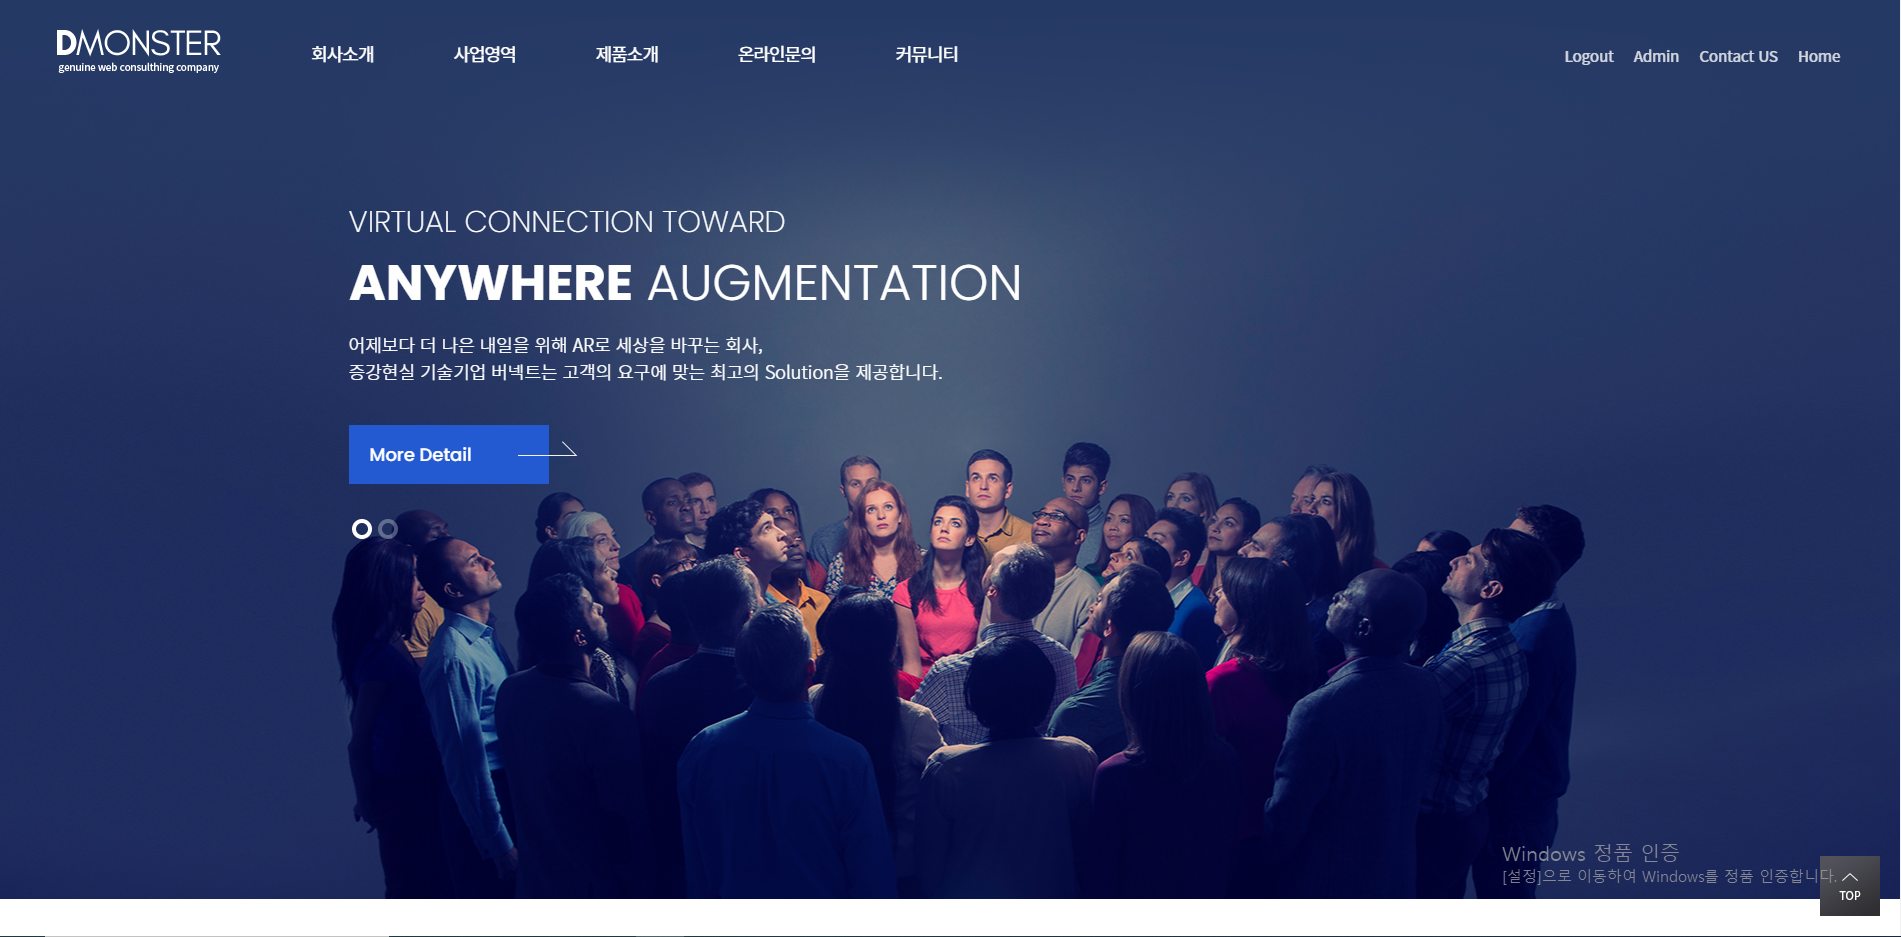 DMONSTER
genuine web consulthing company
회사소개
사업영역
제품소개
온라인문의
커뮤니티
Logout
Admin
Contact US
Home
VIRTUAL CONNECTION TOWARD
ANYWHERE AUGMENTATION
어제보다 더 나은 내일을 위해 AR로 세상을 바꾸는 회사,
증강현실 기술기업 버넥트는 고객의 요구에 맞는 최고의 Solution을 제공합니다.
More Detail
Windows 정품 인증
[설정]으로 이동하여 Windows를 정품 인증합니다.
TOP